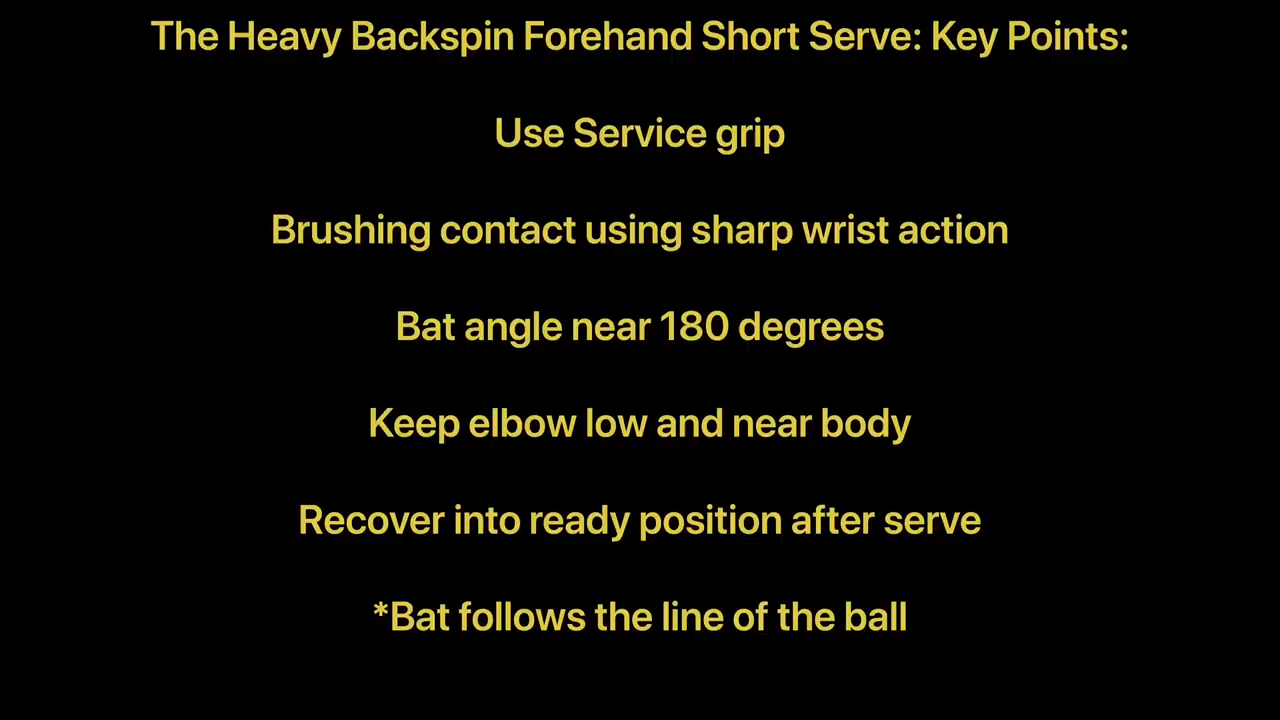 The Heavy Backspin Forehand Short Serve: Key Points:
Use Service grip
Brushing contact using sharp wrist action
Bat angle near 180 degrees
Keep elbow low and near body
Recover into ready position after serve
*Bat follows the line of the ball